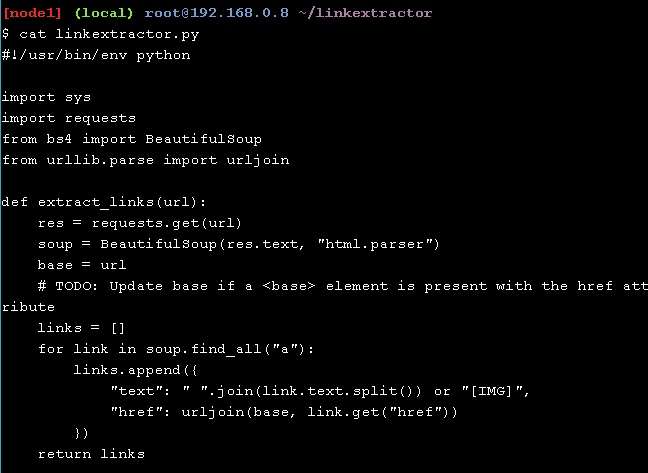 [node1] (local) root@192.168.0.8 ~/linkextractor
$ cat linkextractor.py
#!/usr/bin/env python

import sys
import requests
from bs4 import BeautifulSoup
from urllib.parse import urljoin

def extract_links(url):
    res = requests.get(url)
    soup = BeautifulSoup(res.text, "html.parser")
    base = url
    # TODO: Update base if a <base> element is present with the href att
ribute
    links = []
    for link in soup.find_all("a"):
        links.append({
            "text": " ".join(link.text.split()) or "[IMG]",
            "href": urljoin(base, link.get("href"))
        })
    return links